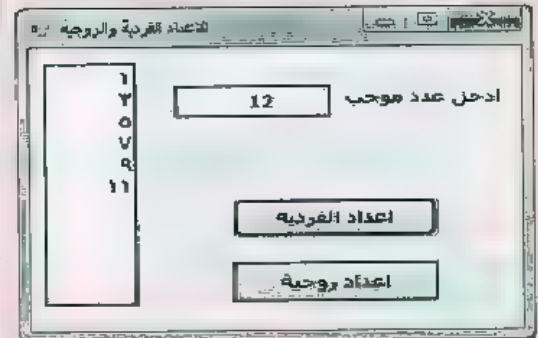 الاعداد الفردية والزوجية
ادخل عدد موجب
12
١
٣
٥
٧
٩
١١
اعداد الفردية
اعداد زوجية